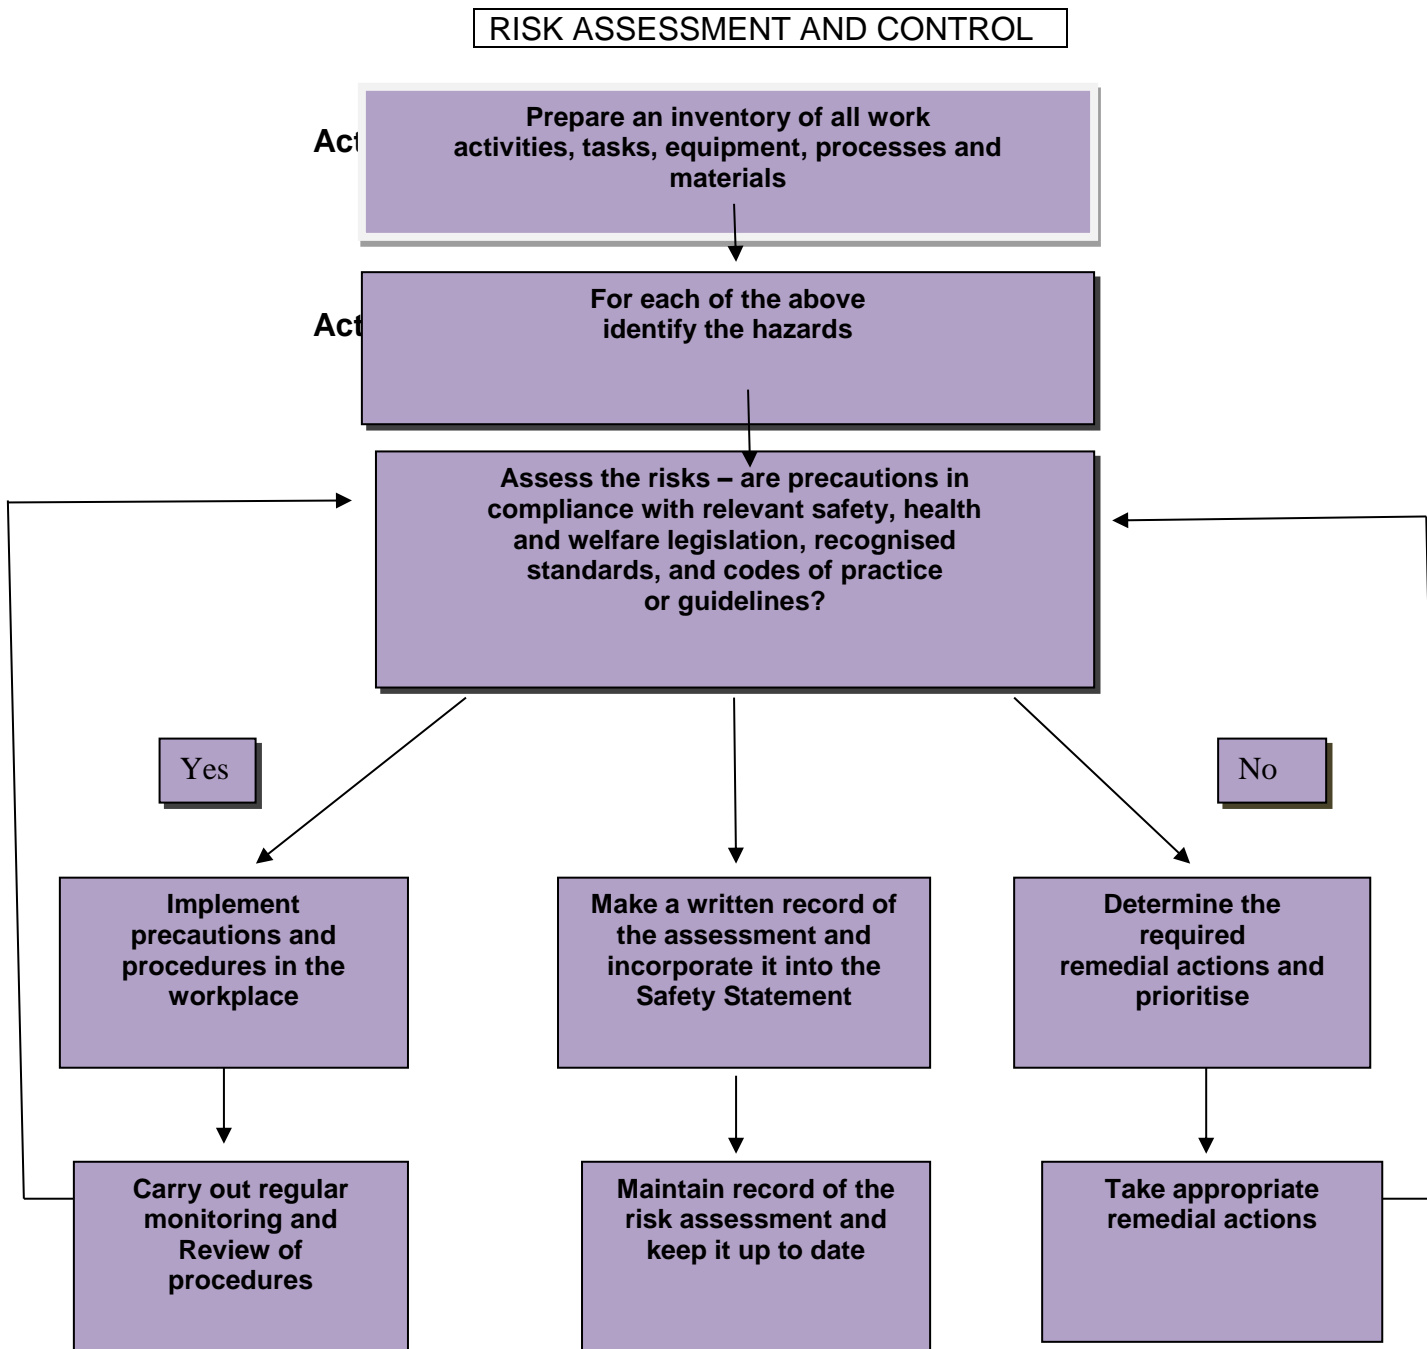 RISK ASSESSMENT AND CONTROL
Prepare an inventory of all work
activities, tasks, equipment, processes and
materials
For each of the above
identify the hazards
Assess the risks – are precautions in
compliance with relevant safety, health
and welfare legislation, recognised
standards, and codes of practice
or guidelines?
Yes
No
Implement
precautions and
procedures in the
workplace
Make a written record of
the assessment and
incorporate it into the
Safety Statement
Determine the
required
remedial actions and
prioritise
Carry out regular
monitoring and
Review of
procedures
Maintain record of the
risk assessment and
keep it up to date
Take appropriate
remedial actions